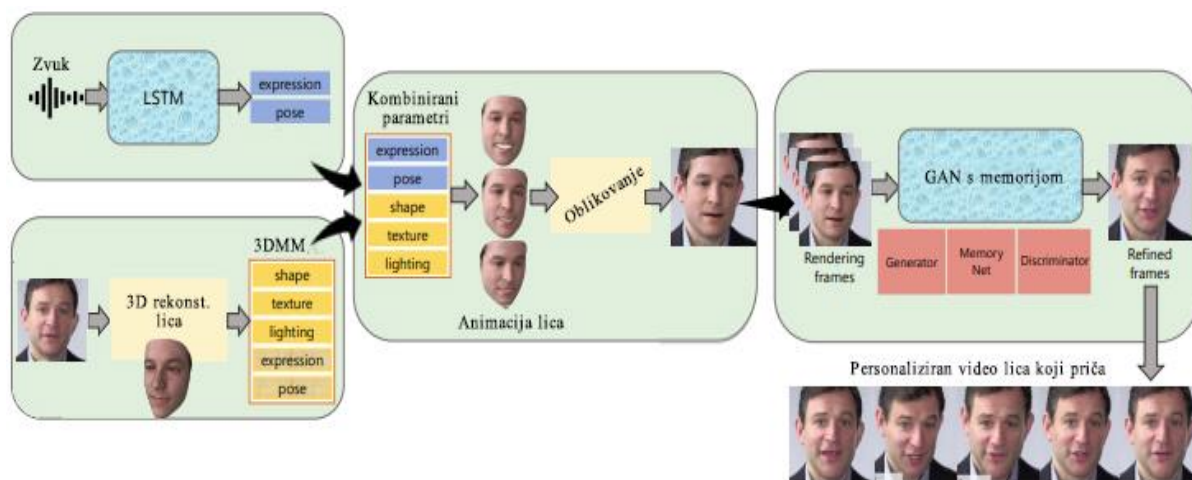 Zvuk
LSTM
expression
pose
3DMM
3D rekonst.
lica
shape
texture
lighting
expression
pose
Kombinirani
parametri
expression
pose
shape
texture
lighting
Oblikovanje
Animacija lica
Rendering
frames
GAN s memorijom
Generator
Memory
Net
Discriminator
Refined
frames
Personaliziran video lica koji priča